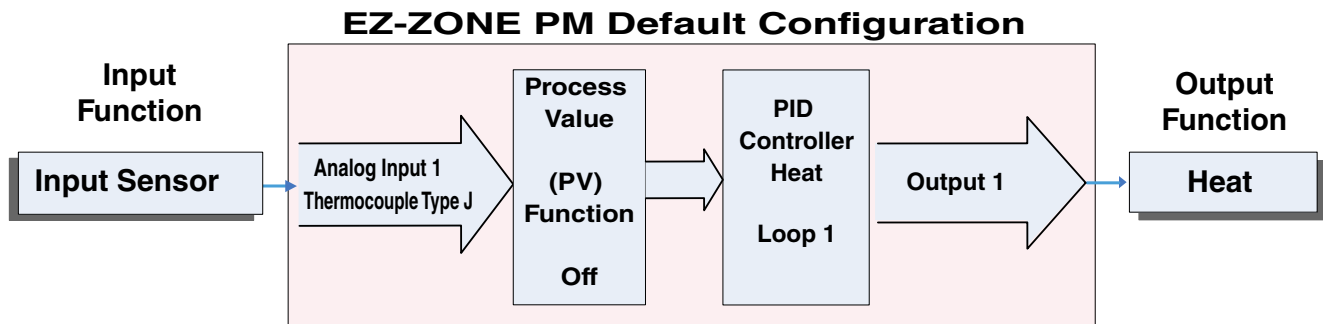 EZ-ZONE PM Default Configuration
Input
Function
Input Sensor
Analog Input 1
Thermocouple Type J
Process
Value
(PV)
Function
Off
PID
Controller
Heat
Loop 1
Output 1
Output
Function
Heat